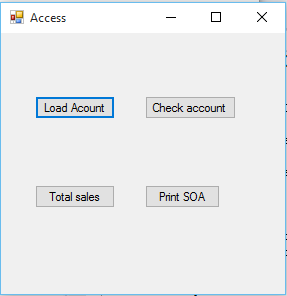 Access
Load Acount
Check account
Total sales
Print SOA